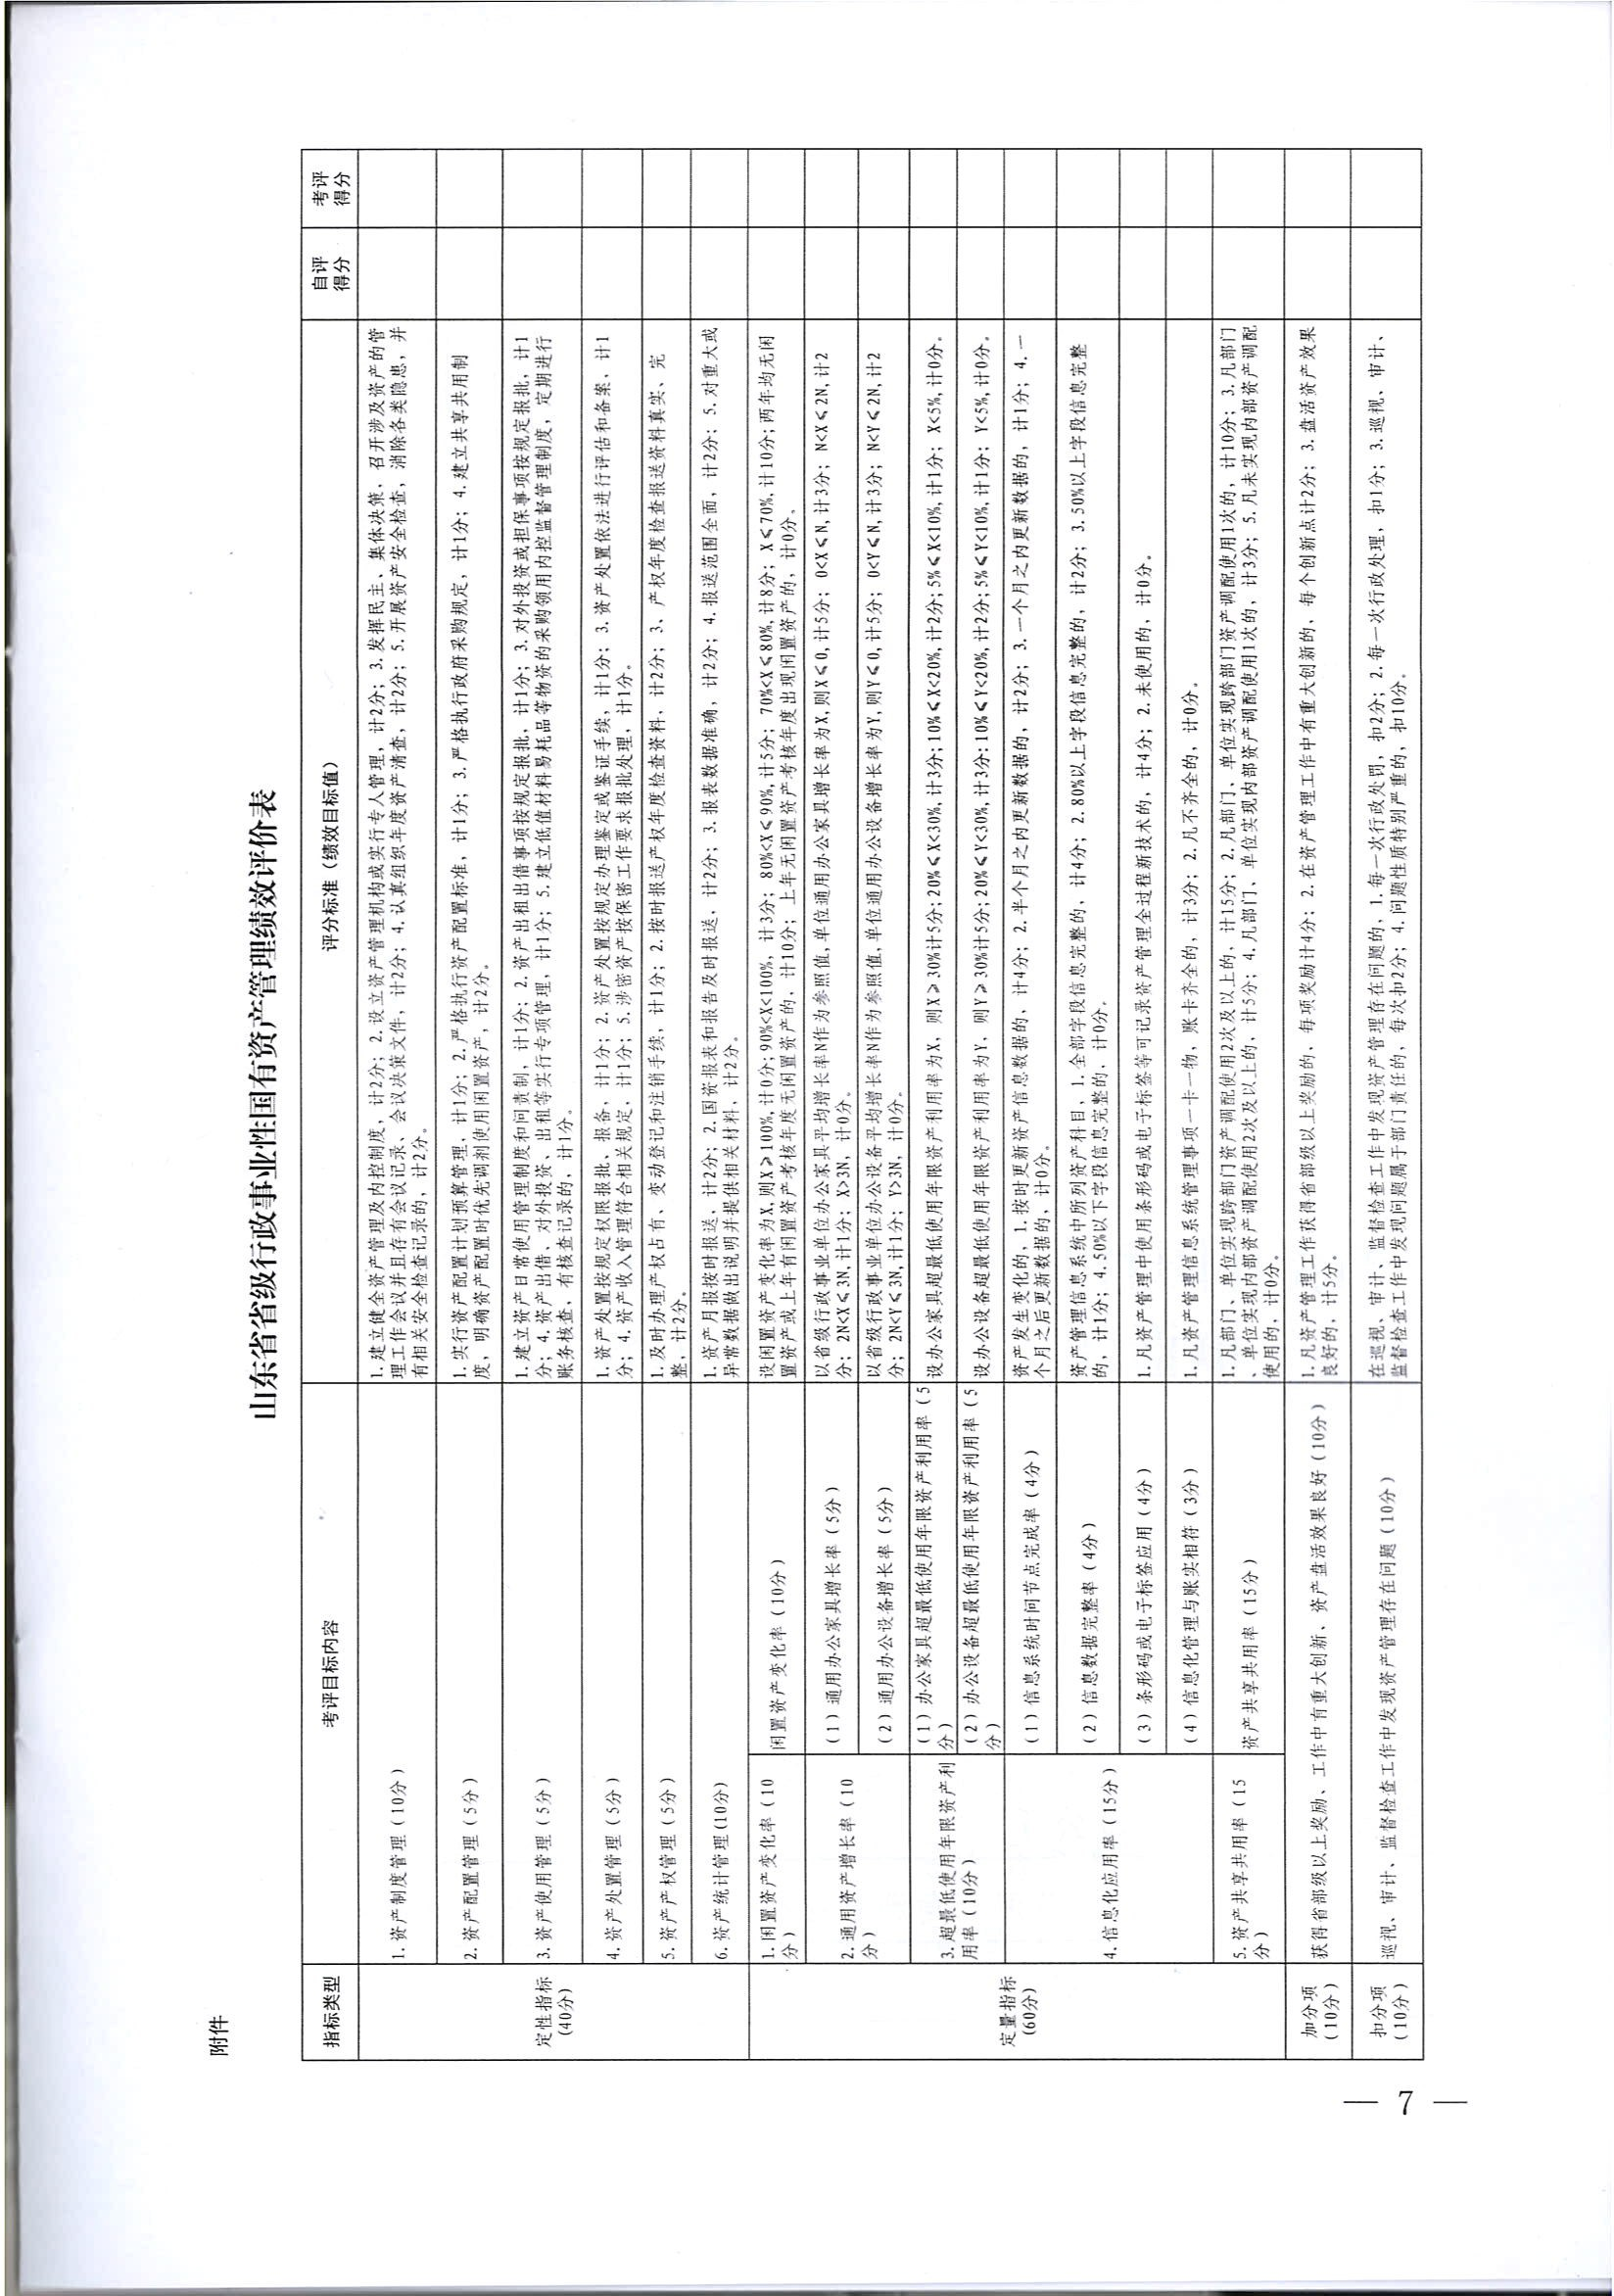 附件
山东省省级行政事业性国有资产管理绩效评价表
指标类型
考评目标内容
评分标准（绩效目标值）
自评
得分
考评
得分
定性指标
（40分）
1. 资产制度管理（10分）
1. 建立健全资产管理及内控制度，计2分；2. 设立资产管理机构或实行专人管理，计2分；3. 发挥民主、集体决策、召开涉及资产的管
理工作会议并且存有会议记录、会议决策文件，计2分；4. 认真组织年度资产清查，计2分；5. 开展资产安全检查，消除各类隐患，并
有相关安全检查记录的，计2分。
2. 资产配置管理（5分）
1. 实行资产配置计划预算管理，计1分；2. 严格执行资产配置标准，计1分；3. 严格执行政府采购规定，计1分；4. 建立共享共用制
度，明确资产配置时优先调剂使用闲置资产，计2分。
3. 资产使用管理（5分）
1. 建立资产日常使用管理制度和问责制，计1分；2、资产出租出借事项按规定报批，计1分；3. 对外投资或担保事项按规定报批，计1
分；4, 资产出借、对外投资、出租等实行专项管理，计1分；5. 建立低值材料易耗品等物资的采购领用内控监督管理制度，定期进行
账务核查、有核查记录的，计1分。
4. 资产处置管理（5分）
1. 资产处置按规定权限报批、报备，计1分；2. 资产处置按规定办理鉴定或鉴证手续，计1分；3. 资产处置依法进行评估和备案、计1
分；4, 资产收入管理符合相关规定，计1分；5. 涉密资产按保密工作要求报批处理，计1分。
5. 资产产权管理（5分）
1. 及时办理产权占有、变动登记和注销手续，计1分；2. 按时报送产权年度检查资料，计2分；3、产权年度检查报送资料真实、完
整，计2分。
6. 资产统计管理(10分)
1. 资产月报按时报送，计2分；2. 国资报表和报告及时报送，计2分；3. 报表数据准确，计2分；4. 报送范围全面，计2分；5. 对重大或
异常数据做出说明并提供相关材料，计2分。
定量指标
（60分）
1. 闲置资产变化率（10
分）
闲置资产变化率（10分）
设闲置资产变化率为X, 则X≥100%, 计0分; 90%<X<100%, 计3分; 80%<X≤90%, 计5分; 70%<X≤80%, 计8分; X≤70%, 计10分; 两年均无闲
置资产或上年有闲置资产考核年度无闲置资产的，计10分；上年无闲置资产考核年度出现闲置资产的，计0分。
2. 通用资产增长率（10
分）
（1）通用办公家具增长率（5分）
以省级行政事业单位办公家具平均增长率N作为参照值, 单位通用办公家具增长率为X, 则X≤0, 计5分; 0<X≤N, 计3分; N<X≤2N, 计2
分; 2N<X≤3N, 计1分; X>3N, 计0分。
（2）通用办公设备增长率（5分）
以省级行政事业单位办公设备平均增长率N作为参照值, 单位通用办公设备增长率为Y, 则Y≤0, 计5分; 0<Y≤N, 计3分; N<Y≤2N, 计2
分; 2N<Y≤3N, 计1分; Y>3N, 计0分。
3. 超最低使用年限资产利
用率（10分）
（1）办公家具超最低使用年限资产利用率（5
分）
设办公家具超最低使用年限资产利用率为X, 则X≥30%计5分; 20%≤X<30%, 计3分; 10%≤X<20%, 计2分; 5%≤X<10%, 计1分; X<5%, 计0分。
（2）办公设备超最低使用年限资产利用率（5
分）
设办公设备超最低使用年限资产利用率为Y, 则Y≥30%计5分; 20%≤Y<30%, 计3分; 10%≤Y<20%, 计2分; 5%≤Y<10%, 计1分; Y<5%, 计0分。
4. 信息化应用率（15分）
（1）信息系统时间节点完成率（4分）
资产发生变化的，1. 按时更新资产信息数据的、计4分；2. 半个月之内更新数据的，计2分；3. 一个月之内更新数据的，计1分；4. 一
个月之后更新数据的，计0分。
（2）信息数据完整率（4分）
资产管理信息系统中所列资产科目、1. 全部字段信息完整的、计4分；2. 80%以上字段信息完整的，计2分；3. 50%以上字段信息完整
的，计1分；4. 50%以下字段信息完整的、计0分。
（3）条形码或电子标签应用（4分）
1. 凡资产管理中使用条形码或电子标签等可记录资产管理全过程新技术的，计4分；2. 未使用的，计0分。
（4）信息化管理与账实相符（3分）
1. 凡资产管理信息系统管理事项一卡一物，账卡齐全的，计3分；2. 凡不齐全的，计0分。
5. 资产共享共用率（15
分）
资产共享共用率（15分）
1. 凡部门、单位实现跨部门资产调配使用2次及以上的，计15分；2. 凡部门、单位实现跨部门资产调配使用1次的，计10分；3. 凡部门
、单位实现内部资产调配使用2次及以上的、计5分；4. 凡部门、单位实现内部资产调配使用1次的，计3分；5. 凡未实现内部资产调配
使用的，计0分。
加分项
（10分）
获得省部级以上奖励、工作中有重大创新、资产盘活效果良好（10分）
1. 凡资产管理工作获得省部级以上奖励的，每项奖励计4分；2. 在资产管理工作中有重大创新的，每个创新点计2分；3. 盘活资产效果
良好的，计5分。
扣分项
（10分）
巡视、审计、监督检查工作中发现资产管理存在问题（10分）
在巡视、审计、监督检查工作中发现资产管理存在问题的，1. 每一次行政处罚，扣2分；2. 每一次行政处理，扣1分；3. 巡视、审计、
监督检查工作中发现问题属于部门责任的，每次扣2分；4. 问题性质特别严重的，扣10分。
— 7 —